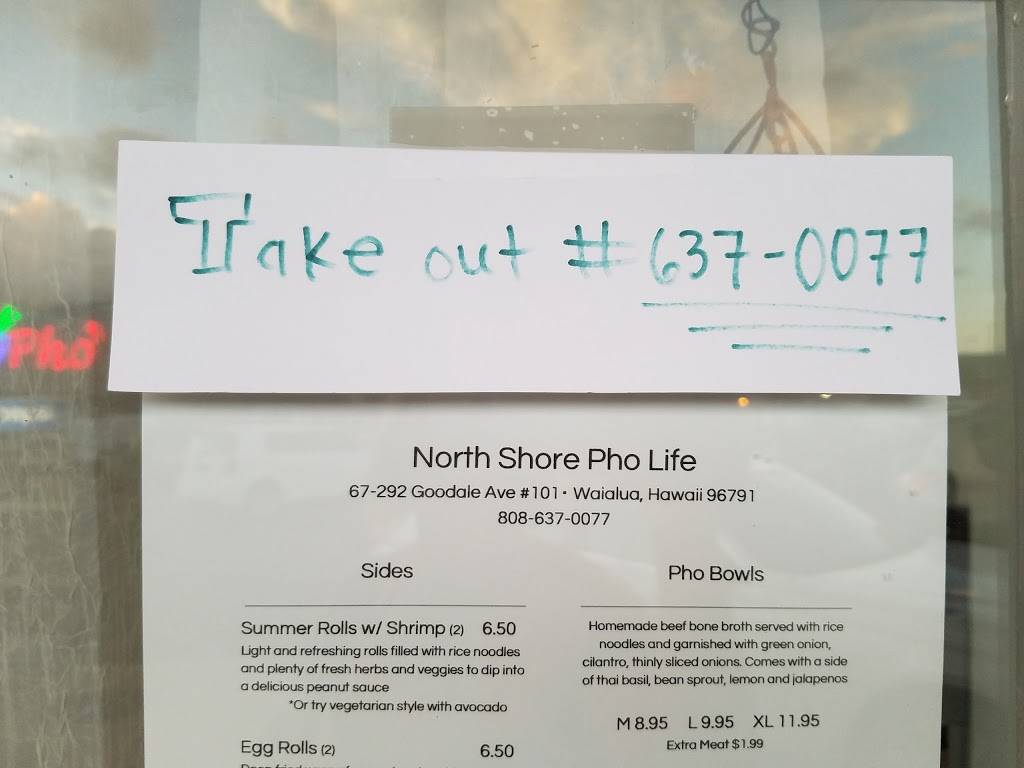 Take out # 637-0077
Pho
North Shore Pho Life
67-292 Goodale Ave #101 · Waialua, Hawaii 96791
808-637-0077
Sides
Summer Rolls w/ Shrimp (2) 6.50
Light and refreshing rolls filled with rice noodles
and plenty of fresh herbs and veggies to dip into
a delicious peanut sauce
*Or try vegetarian style with avocado
Egg Rolls (2) 6.50
Pho Bowls
Homemade beef bone broth served with rice
noodles and garnished with green onion,
cilantro, thinly sliced onions. Comes with a side
of thai basil, bean sprout, lemon and jalapenos
M 8.95 L 9.95 XL 11.95
Extra Meat $1.99